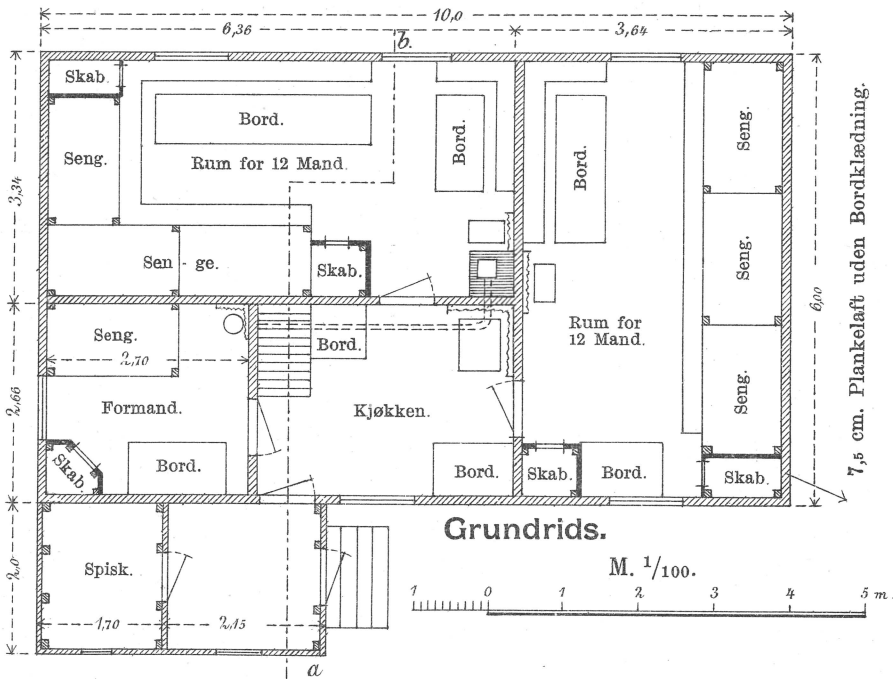 10,0
6,36
3,64
b.
Skab.
Bord.
Seng.
Rum for 12 Mand.
Bord.
Bord.
Seng.
3,34
Sen - ge.
Skab.
Seng.
6,00
7,5 cm. Plankelaft uden Bordklædning.
Seng.
2,70
Bord.
Rum for
12 Mand.
2,66
Formand.
Kjøkken.
Seng.
Skab.
Bord.
Bord.
Skab.
Bord.
Skab.
Grundrids.
M. 1/100.
2,0
Spisk.
1 0 1 2 3 4 5 m.
1,70
2,15
a